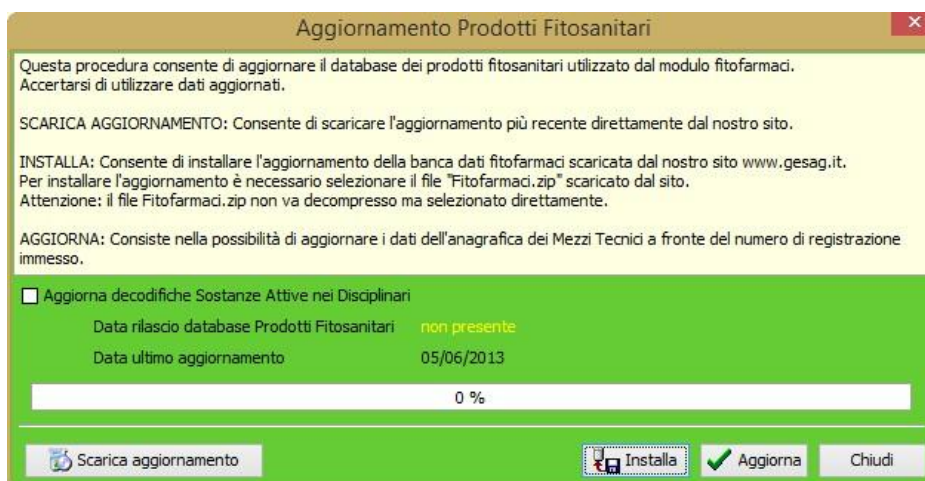 Aggiornamento Prodotti Fitosanitari
Questa procedura consente di aggiornare il database dei prodotti fitosanitari utilizzato dal modulo fitofarmaci.
Accertarsi di utilizzare dati aggiornati.
SCARICA AGGIORNAMENTO: Consente di scaricare l'aggiornamento più recente direttamente dal nostro sito.
INSTALLA: Consente di installare l'aggiornamento della banca dati fitofarmaci scaricata dal nostro sito www.gesag.it.
Per installare l'aggiornamento è necessario selezionare il file "Fitofarmaci.zip" scaricato dal sito.
Attenzione: il file Fitofarmaci.zip non va decompresso ma selezionato direttamente.
AGGIORNA: Consiste nella possibilità di aggiornare i dati dell'anagrafica dei Mezzi Tecnici a fronte del numero di registrazione
immesso.
Aggiorna decodifiche Sostanze Attive nei Disciplinari
Data rilascio database Prodotti Fitosanitari non presente
Data ultimo aggiornamento 05/06/2013
0 %
Scarica aggiornamento Installa Aggiorna Chiudi